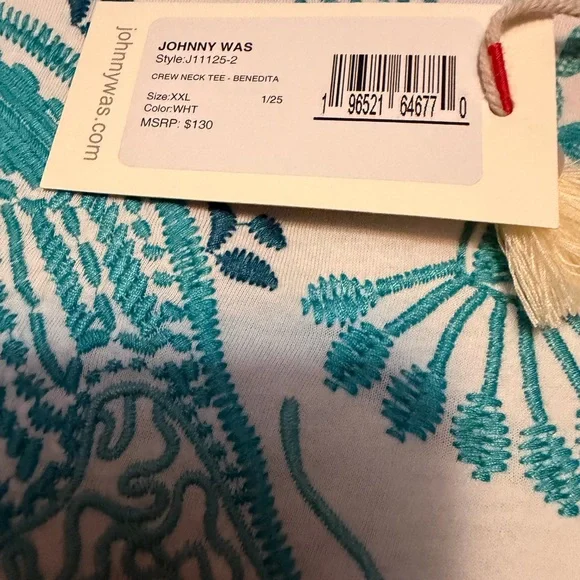 johnnywas.com
JOHNNY WAS
Style:J11125-2
CREW NECK TEE - BENEDITA
Size:XXL 1/25
Color:WHT
MSRP: $130
1 96521 64677 0